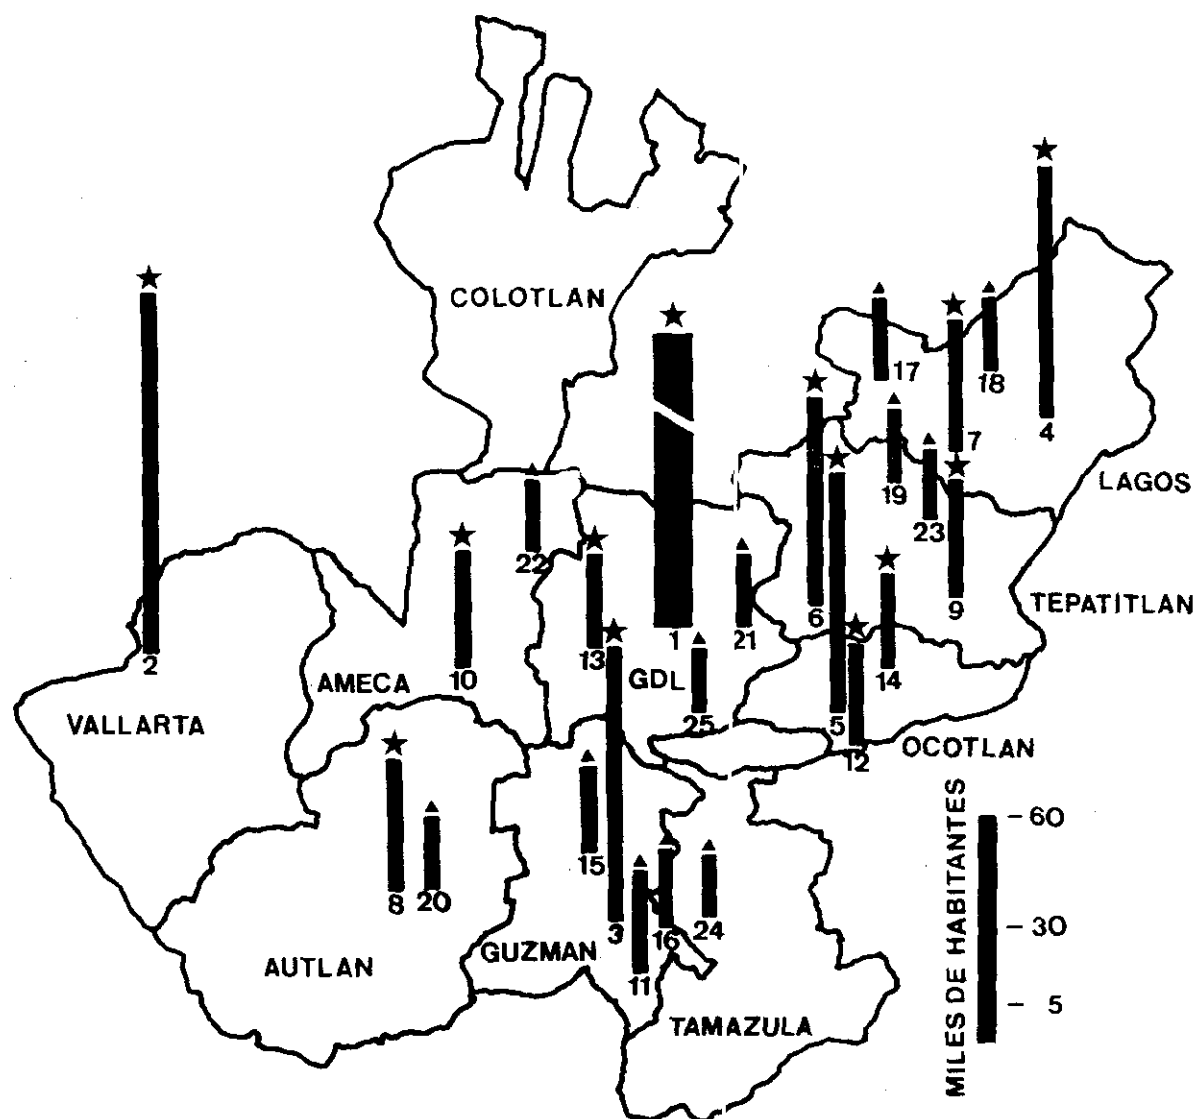 COLOTLAN
17
18
4
7
LAGOS
19
23
22
6
9
TEPATITLAN
2
10
13
1
21
14
AMECA
GDL
VALLARTA
25
5
12
OCOTLAN
15
8
20
3
16
24
11
AUTLAN
GUZMAN
TAMAZULA
MILES DE HABITANTES
- 60
- 30
- 5